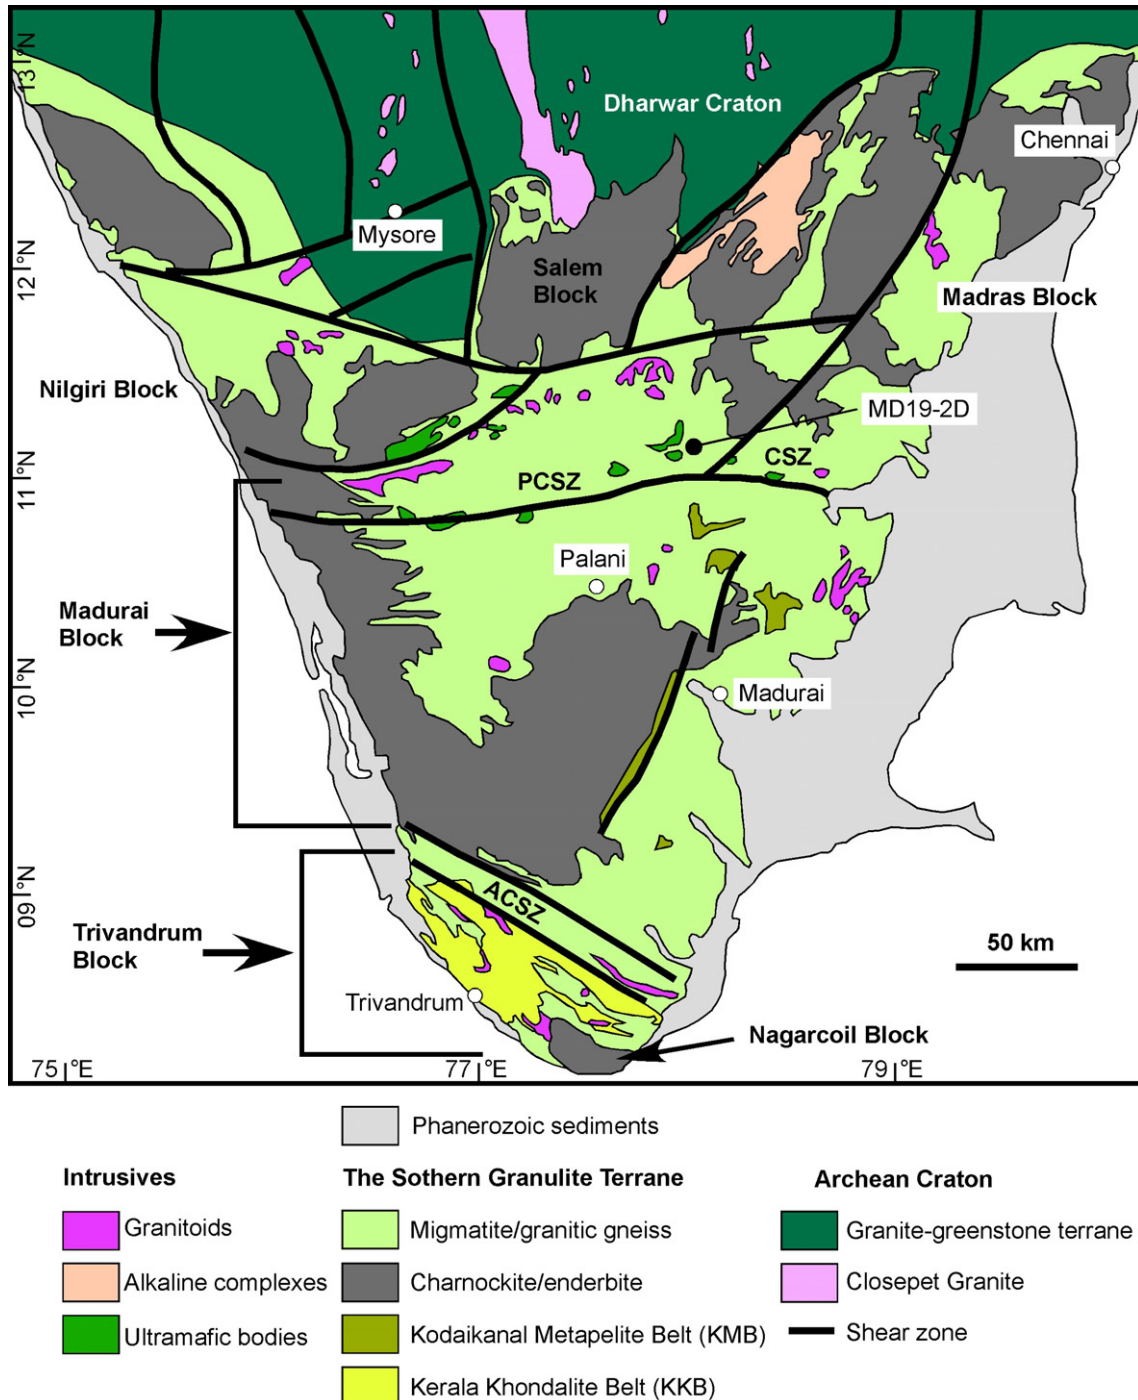 13 °N
Dharwar Craton
Chennai
Mysore
12 °N
Salem
Block
Madras Block
Nilgiri Block
MD19-2D
11 °N
PCSZ
CSZ
Palani
Madurai
Block
10 °N
Madurai
09 °N
ACSZ
Trivandrum
Block
50 km
Trivandrum
Nagarcoil Block
75 °E
77 °E
79 °E
Phanerozoic sediments
Intrusives
The Sothern Granulite Terrane
Archean Craton
Granitoids
Migmatite/granitic gneiss
Granite-greenstone terrane
Alkaline complexes
Charnockite/enderbite
Closepet Granite
Ultramafic bodies
Kodaikanal Metapelite Belt (KMB)
Shear zone
Kerala Khondalite Belt (KKB)